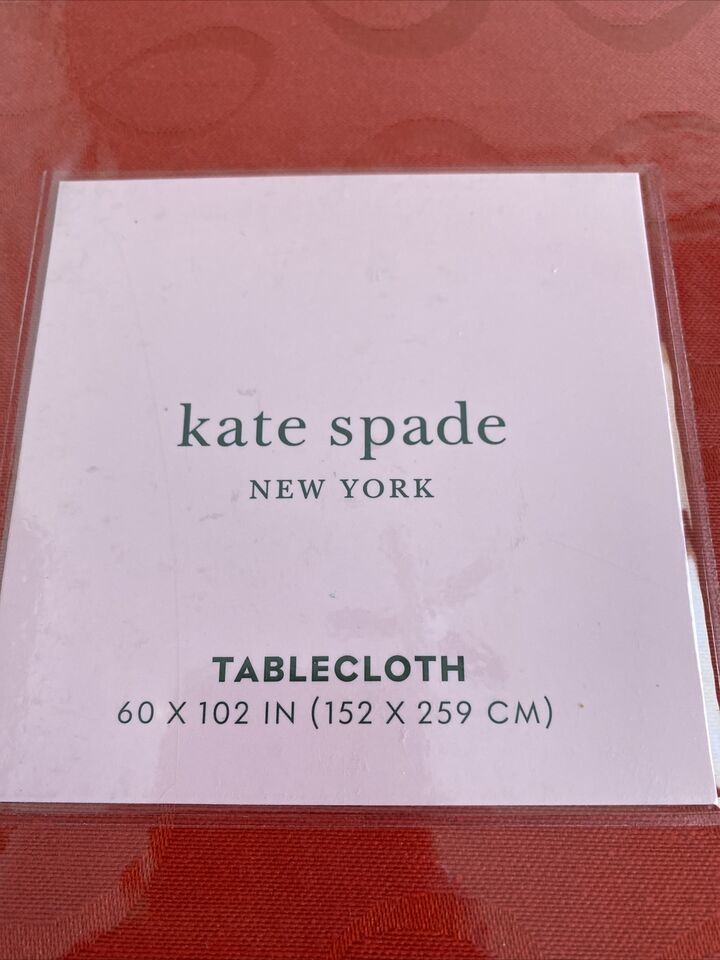 kate spade
NEW YORK
TABLECLOTH
60 X 102 IN (152 X 259 CM)